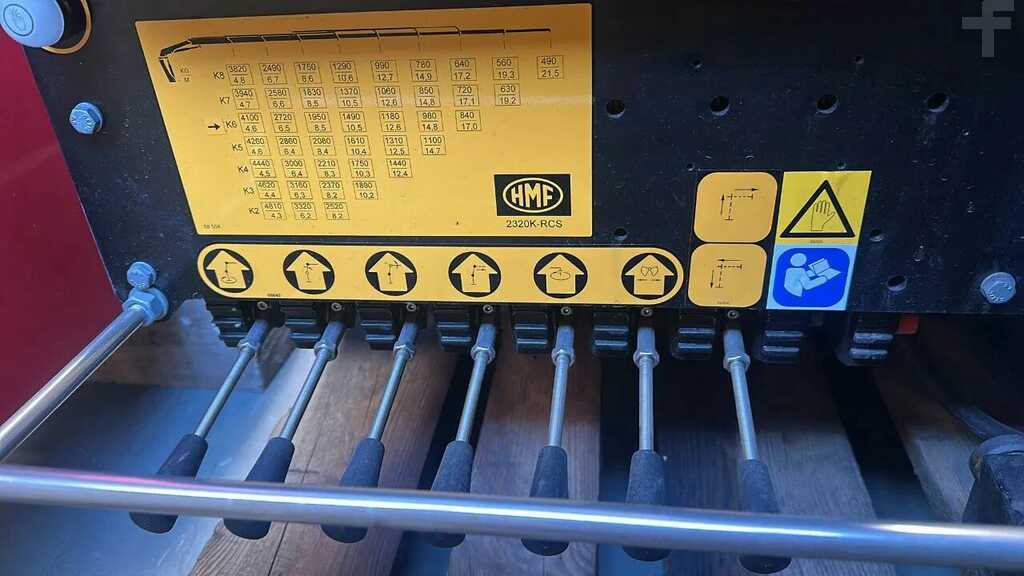 f
KG
M
K8 3820 2490 1750 1290 990 780 640 560 490
4,8 6,7 8,6 10,6 12,7 14,9 17,2 19,3 21,5
K7 3940 2580 1830 1370 1060 850 720 630
4,7 6,6 8,5 10,5 12,6 14,8 17,1 19,2
K6 4100 2720 1950 1490 1180 980 840
4,6 6,5 8,5 10,5 12,6 14,8 17,0
K5 4260 2860 2080 1610 1310 1100
4,6 6,4 8,4 10,4 12,5 14,7
K4 4440 3000 2210 1750 1440
4,5 6,4 8,3 10,3 12,4
K3 4620 3160 2370 1890
4,4 6,3 8,2 10,2
K2 4810 3320 2520
4,3 6,2 8,2
HMF
2320K-RCS